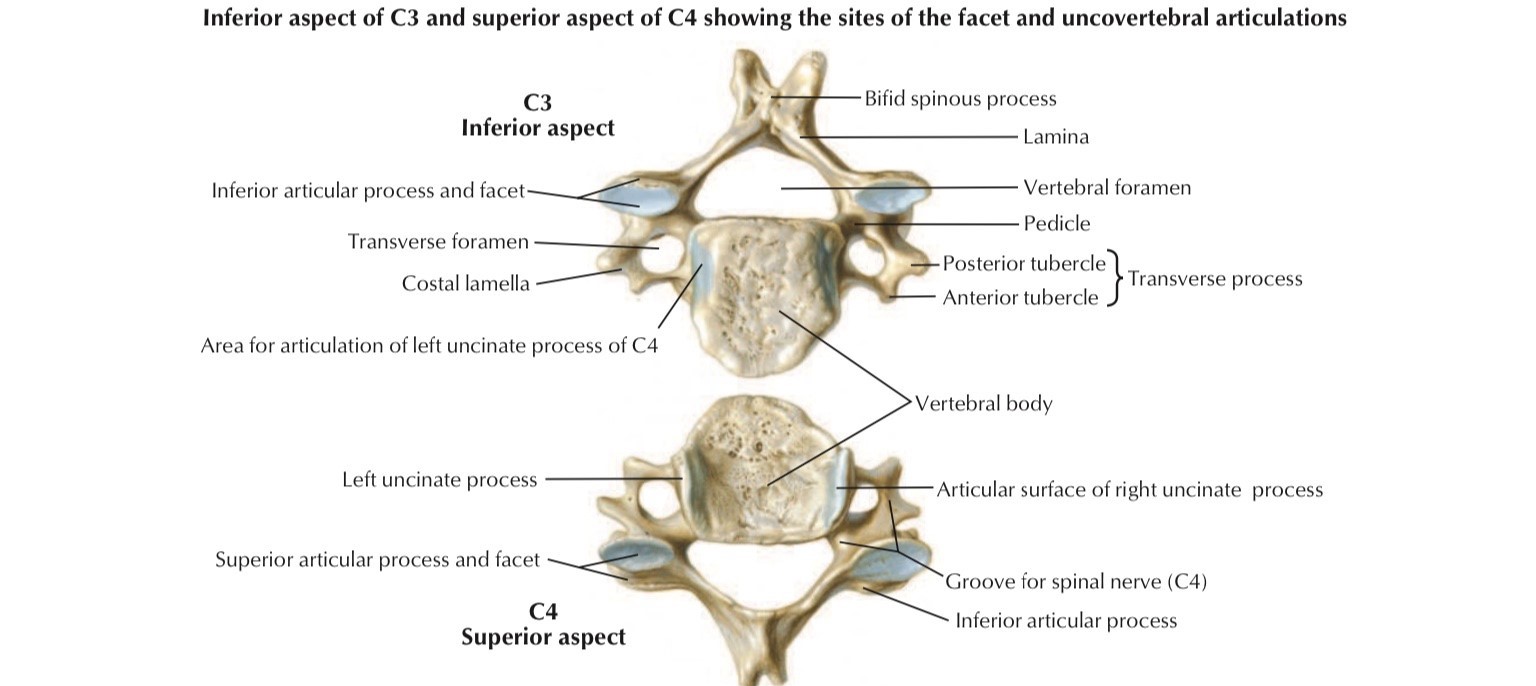 Inferior aspect of C3 and superior aspect of C4 showing the sites of the facet and uncovertebral articulations
C3
Inferior aspect
Bifid spinous process
Lamina
Inferior articular process and facet
Vertebral foramen
Pedicle
Transverse foramen
Posterior tubercle
Transverse process
Costal lamella
Anterior tubercle
Area for articulation of left uncinate process of C4
Vertebral body
Left uncinate process
Articular surface of right uncinate process
Superior articular process and facet
Groove for spinal nerve (C4)
C4
Superior aspect
Inferior articular process